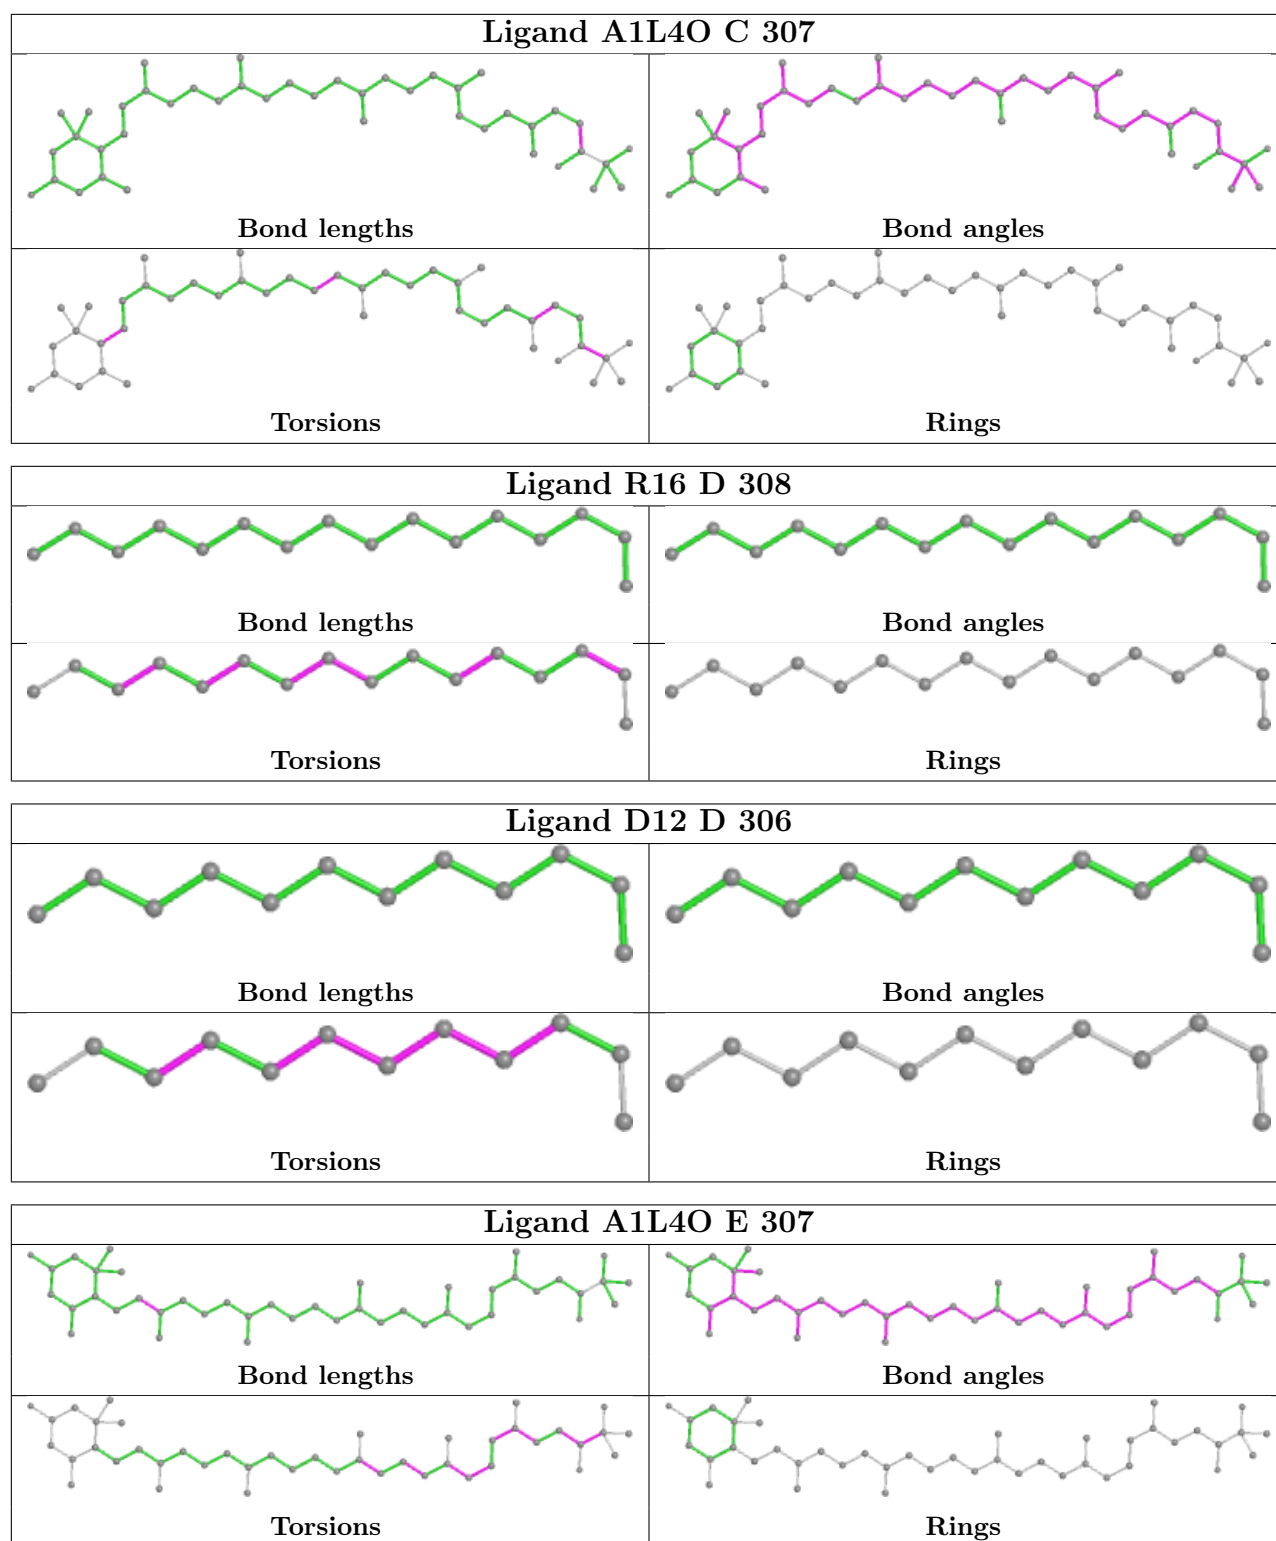 Ligand A1L4O C 307
Bond lengths
Bond angles
Torsions
Rings
Ligand R16 D 308
Bond lengths
Bond angles
Torsions
Rings
Ligand D12 D 306
Bond lengths
Bond angles
Torsions
Rings
Ligand A1L4O E 307
Bond lengths
Bond angles
Torsions
Rings